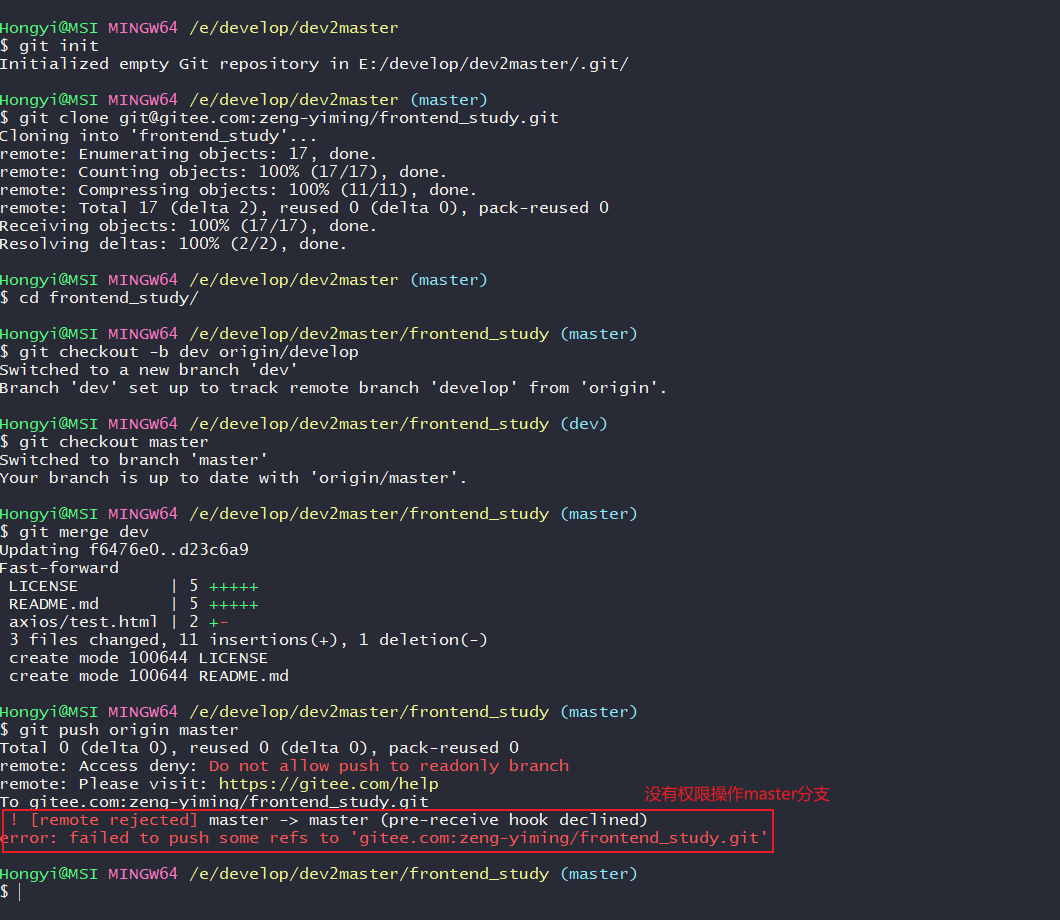 Hongyi@MSI MINGW64 /e/develop/dev2master
$ git init
Initialized empty Git repository in E:/develop/dev2master/.git/
Hongyi@MSI MINGW64 /e/develop/dev2master (master)
$ git clone git@gitee.com:zeng-yiming/frontend_study.git
Cloning into 'frontend_study'...
remote: Enumerating objects: 17, done.
remote: Counting objects: 100% (17/17), done.
remote: Compressing objects: 100% (11/11), done.
remote: Total 17 (delta 2), reused 0 (delta 0), pack-reused 0
Receiving objects: 100% (17/17), done.
Resolving deltas: 100% (2/2), done.
Hongyi@MSI MINGW64 /e/develop/dev2master (master)
$ cd frontend_study/
Hongyi@MSI MINGW64 /e/develop/dev2master/frontend_study (master)
$ git checkout -b dev origin/develop
Switched to a new branch 'dev'
Branch 'dev' set up to track remote branch 'develop' from 'origin'.
Hongyi@MSI MINGW64 /e/develop/dev2master/frontend_study (dev)
$ git checkout master
Switched to branch 'master'
Your branch is up to date with 'origin/master'.
Hongyi@MSI MINGW64 /e/develop/dev2master/frontend_study (master)
$ git merge dev
Updating f6476e0..d23c6a9
Fast-forward
 LICENSE         | 5 +++++
 README.md       | 5 +++++
 axios/test.html | 2 +-
 3 files changed, 11 insertions(+), 1 deletion(-)
 create mode 100644 LICENSE
 create mode 100644 README.md
Hongyi@MSI MINGW64 /e/develop/dev2master/frontend_study (master)
$ git push origin master
Total 0 (delta 0), reused 0 (delta 0), pack-reused 0
remote: Access deny: Do not allow push to readonly branch
remote: Please visit: https://gitee.com/help
To gitee.com:zeng-yiming/frontend_study.git
没有权限操作master分支
 ! [remote rejected] master -> master (pre-receive hook declined)
error: failed to push some refs to 'gitee.com:zeng-yiming/frontend_study.git'
Hongyi@MSI MINGW64 /e/develop/dev2master/frontend_study (master)
$